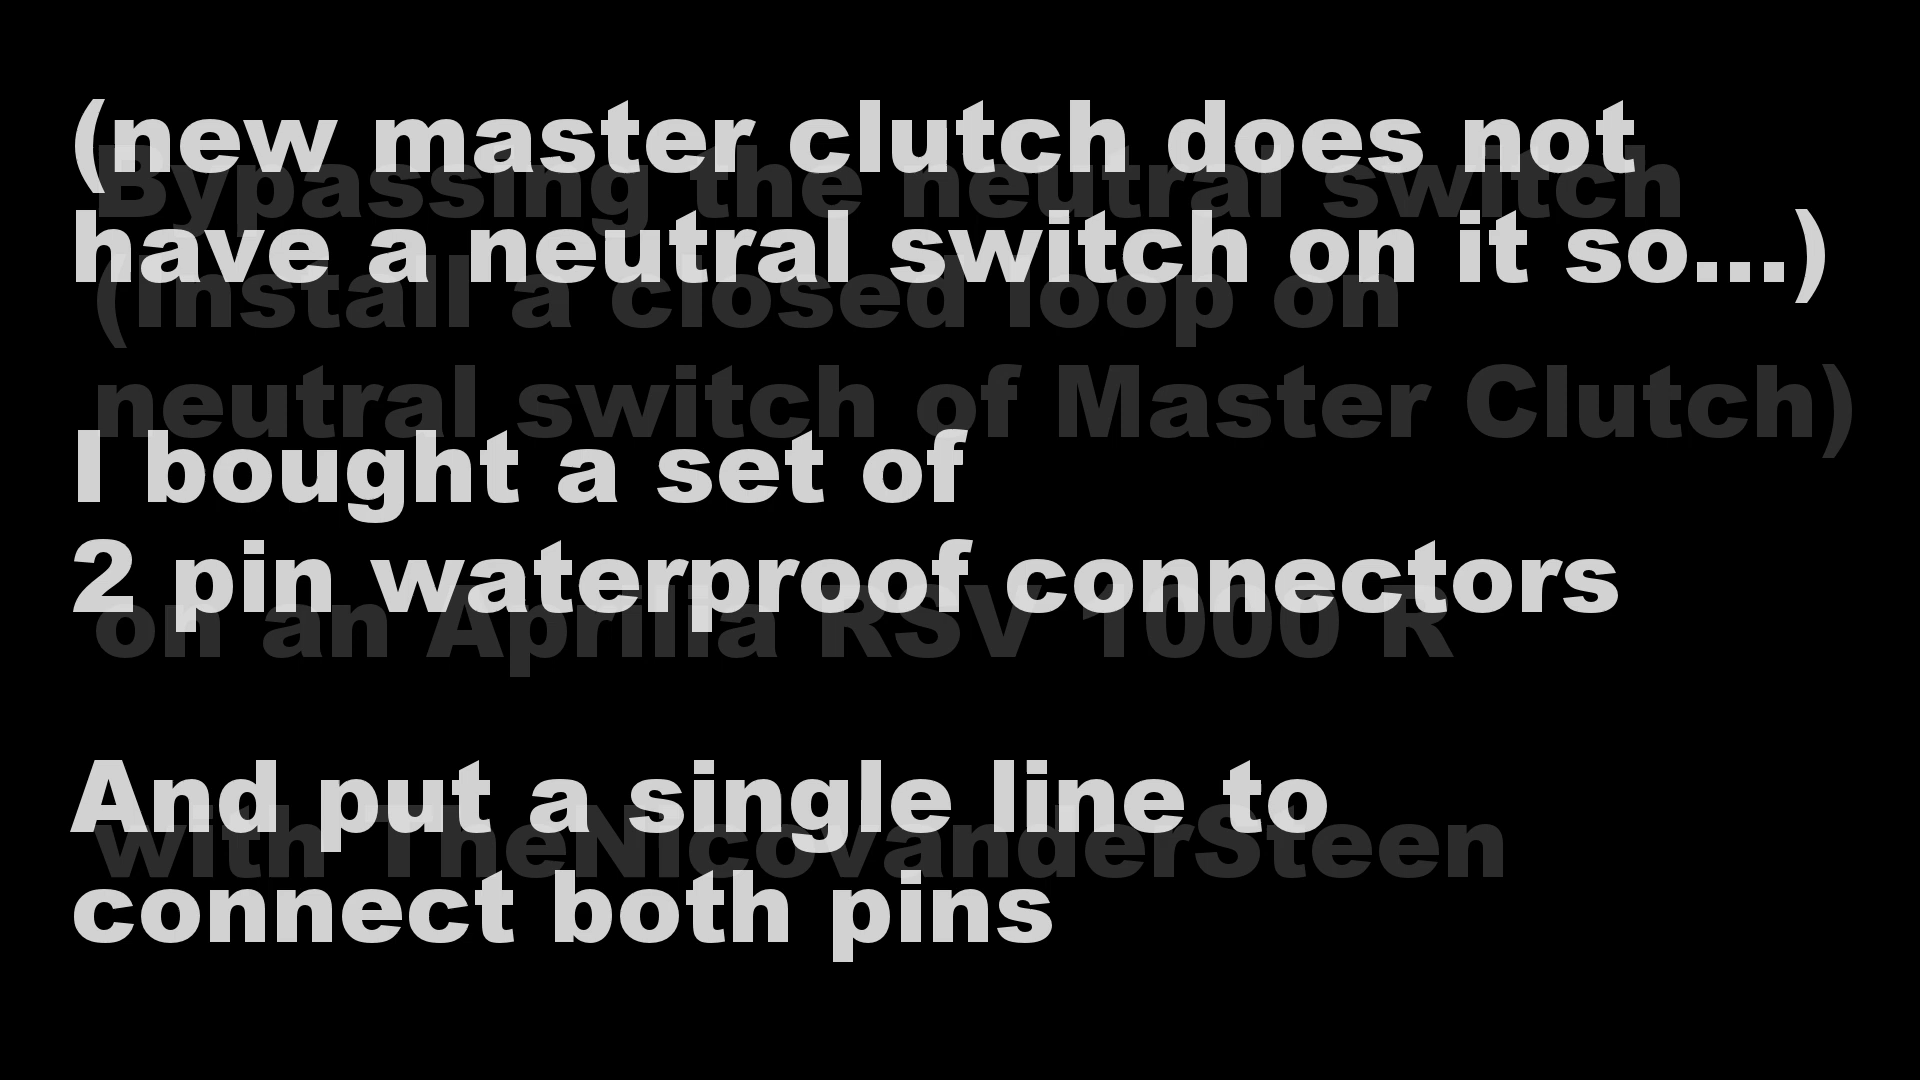 (new master clutch does not
have a neutral switch on it so...)
I bought a set of
2 pin waterproof connectors
And put a single line to
connect both pins
Bypassing the neutral switch
(Install a closed loop on
neutral switch of Master Clutch)
on an Aprilia RSV 1000 R
with TheNicovanderSteen